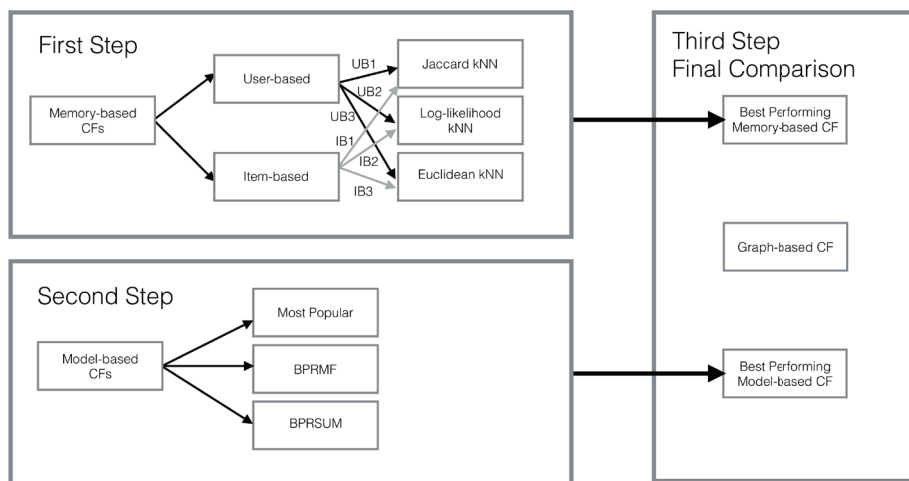 First Step
Memory-based
CFs
User-based
Item-based
UB1
UB2
UB3
IB1
IB2
IB3
Jaccard kNN
Log-likelihood
kNN
Euclidean kNN
Second Step
Model-based
CFs
Most Popular
BPRMF
BPRSUM
Third Step
Final Comparison
Best Performing
Memory-based CF
Graph-based CF
Best Performing
Model-based CF